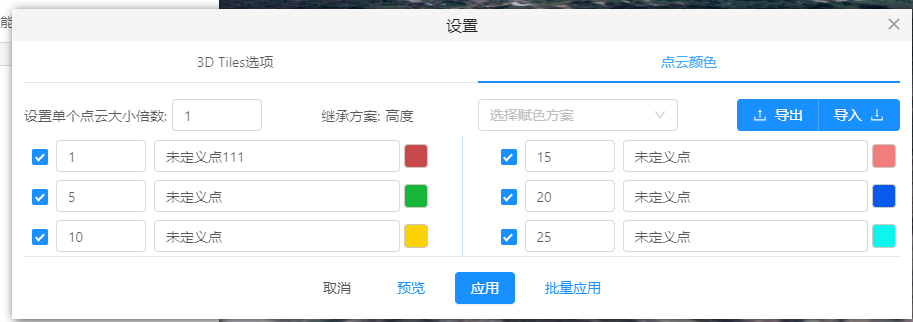 能
设置
3D Tiles选项
点云颜色
设置单个点云大小倍数: 1 继承方案: 高度 选择赋色方案 导出 导入
1 未定义点111 15 未定义点
5 未定义点 20 未定义点
10 未定义点 25 未定义点
取消 预览 应用 批量应用